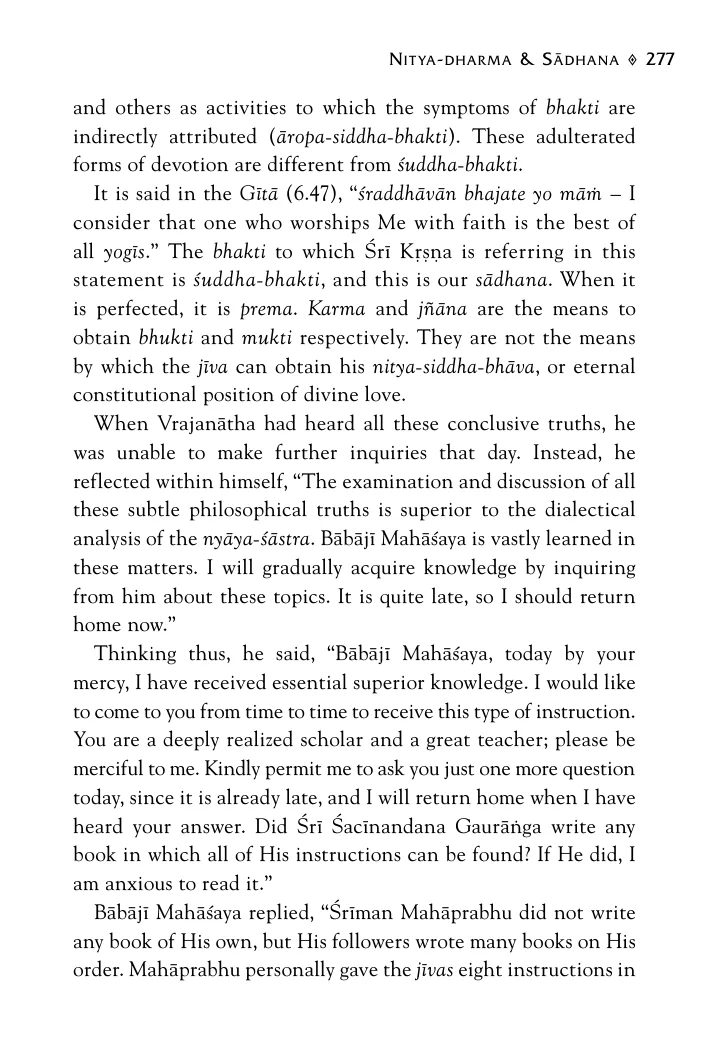 Nitya-dharma & Sādhana ◈ 277
and others as activities to which the symptoms of bhakti are
indirectly attributed (āropa-siddha-bhakti). These adulterated
forms of devotion are different from śuddha-bhakti.
It is said in the Gītā (6.47), “śraddhāvān bhajate yo māṁ – I
consider that one who worships Me with faith is the best of
all yogīs.” The bhakti to which Śrī Kṛṣṇa is referring in this
statement is śuddha-bhakti, and this is our sādhana. When it
is perfected, it is prema. Karma and jñāna are the means to
obtain bhukti and mukti respectively. They are not the means
by which the jīva can obtain his nitya-siddha-bhāva, or eternal
constitutional position of divine love.
When Vrajanātha had heard all these conclusive truths, he
was unable to make further inquiries that day. Instead, he
reflected within himself, “The examination and discussion of all
these subtle philosophical truths is superior to the dialectical
analysis of the nyāya-śāstra. Bābājī Mahāśaya is vastly learned in
these matters. I will gradually acquire knowledge by inquiring
from him about these topics. It is quite late, so I should return
home now.”
Thinking thus, he said, “Bābājī Mahāśaya, today by your
mercy, I have received essential superior knowledge. I would like
to come to you from time to time to receive this type of instruction.
You are a deeply realized scholar and a great teacher; please be
merciful to me. Kindly permit me to ask you just one more question
today, since it is already late, and I will return home when I have
heard your answer. Did Śrī Śacīnandana Gaurāṅga write any
book in which all of His instructions can be found? If He did, I
am anxious to read it.”
Bābājī Mahāśaya replied, “Śrīman Mahāprabhu did not write
any book of His own, but His followers wrote many books on His
order. Mahāprabhu personally gave the jīvas eight instructions in